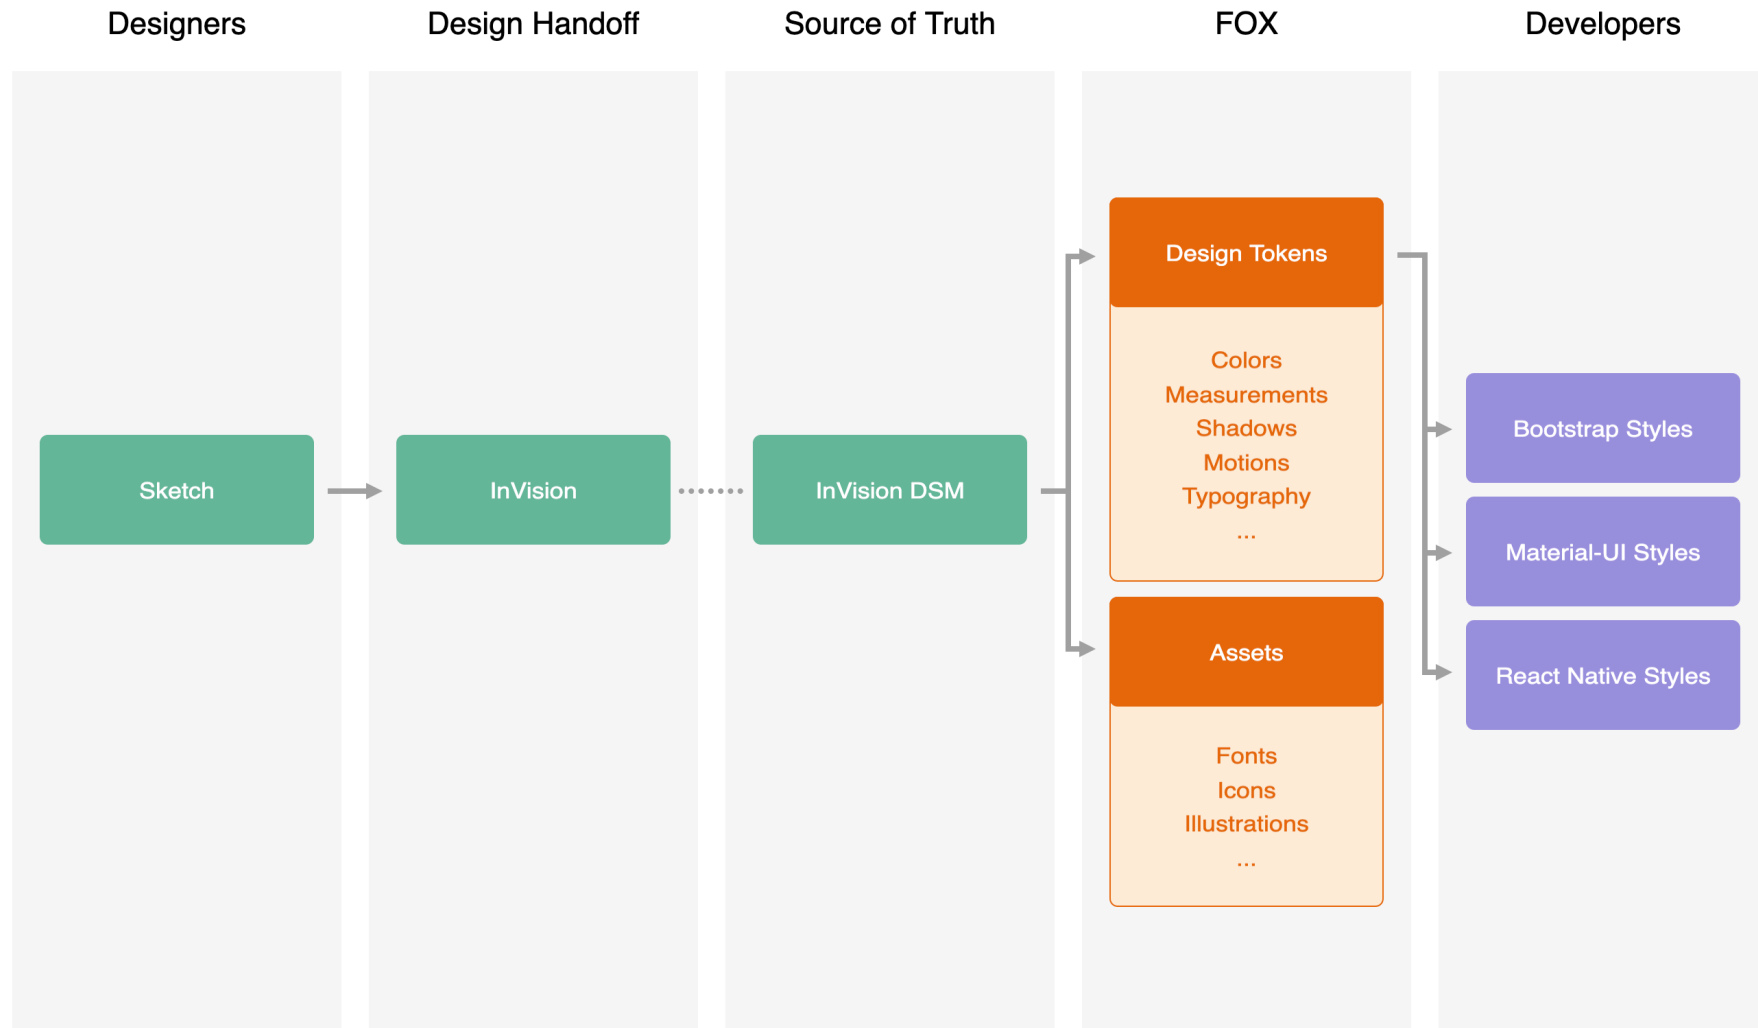 Designers
Design Handoff
Source of Truth
FOX
Developers
Sketch
InVision
InVision DSM
Design Tokens
Colors
Measurements
Shadows
Motions
Typography
...
Assets
Fonts
Icons
Illustrations
...
Bootstrap Styles
Material-UI Styles
React Native Styles